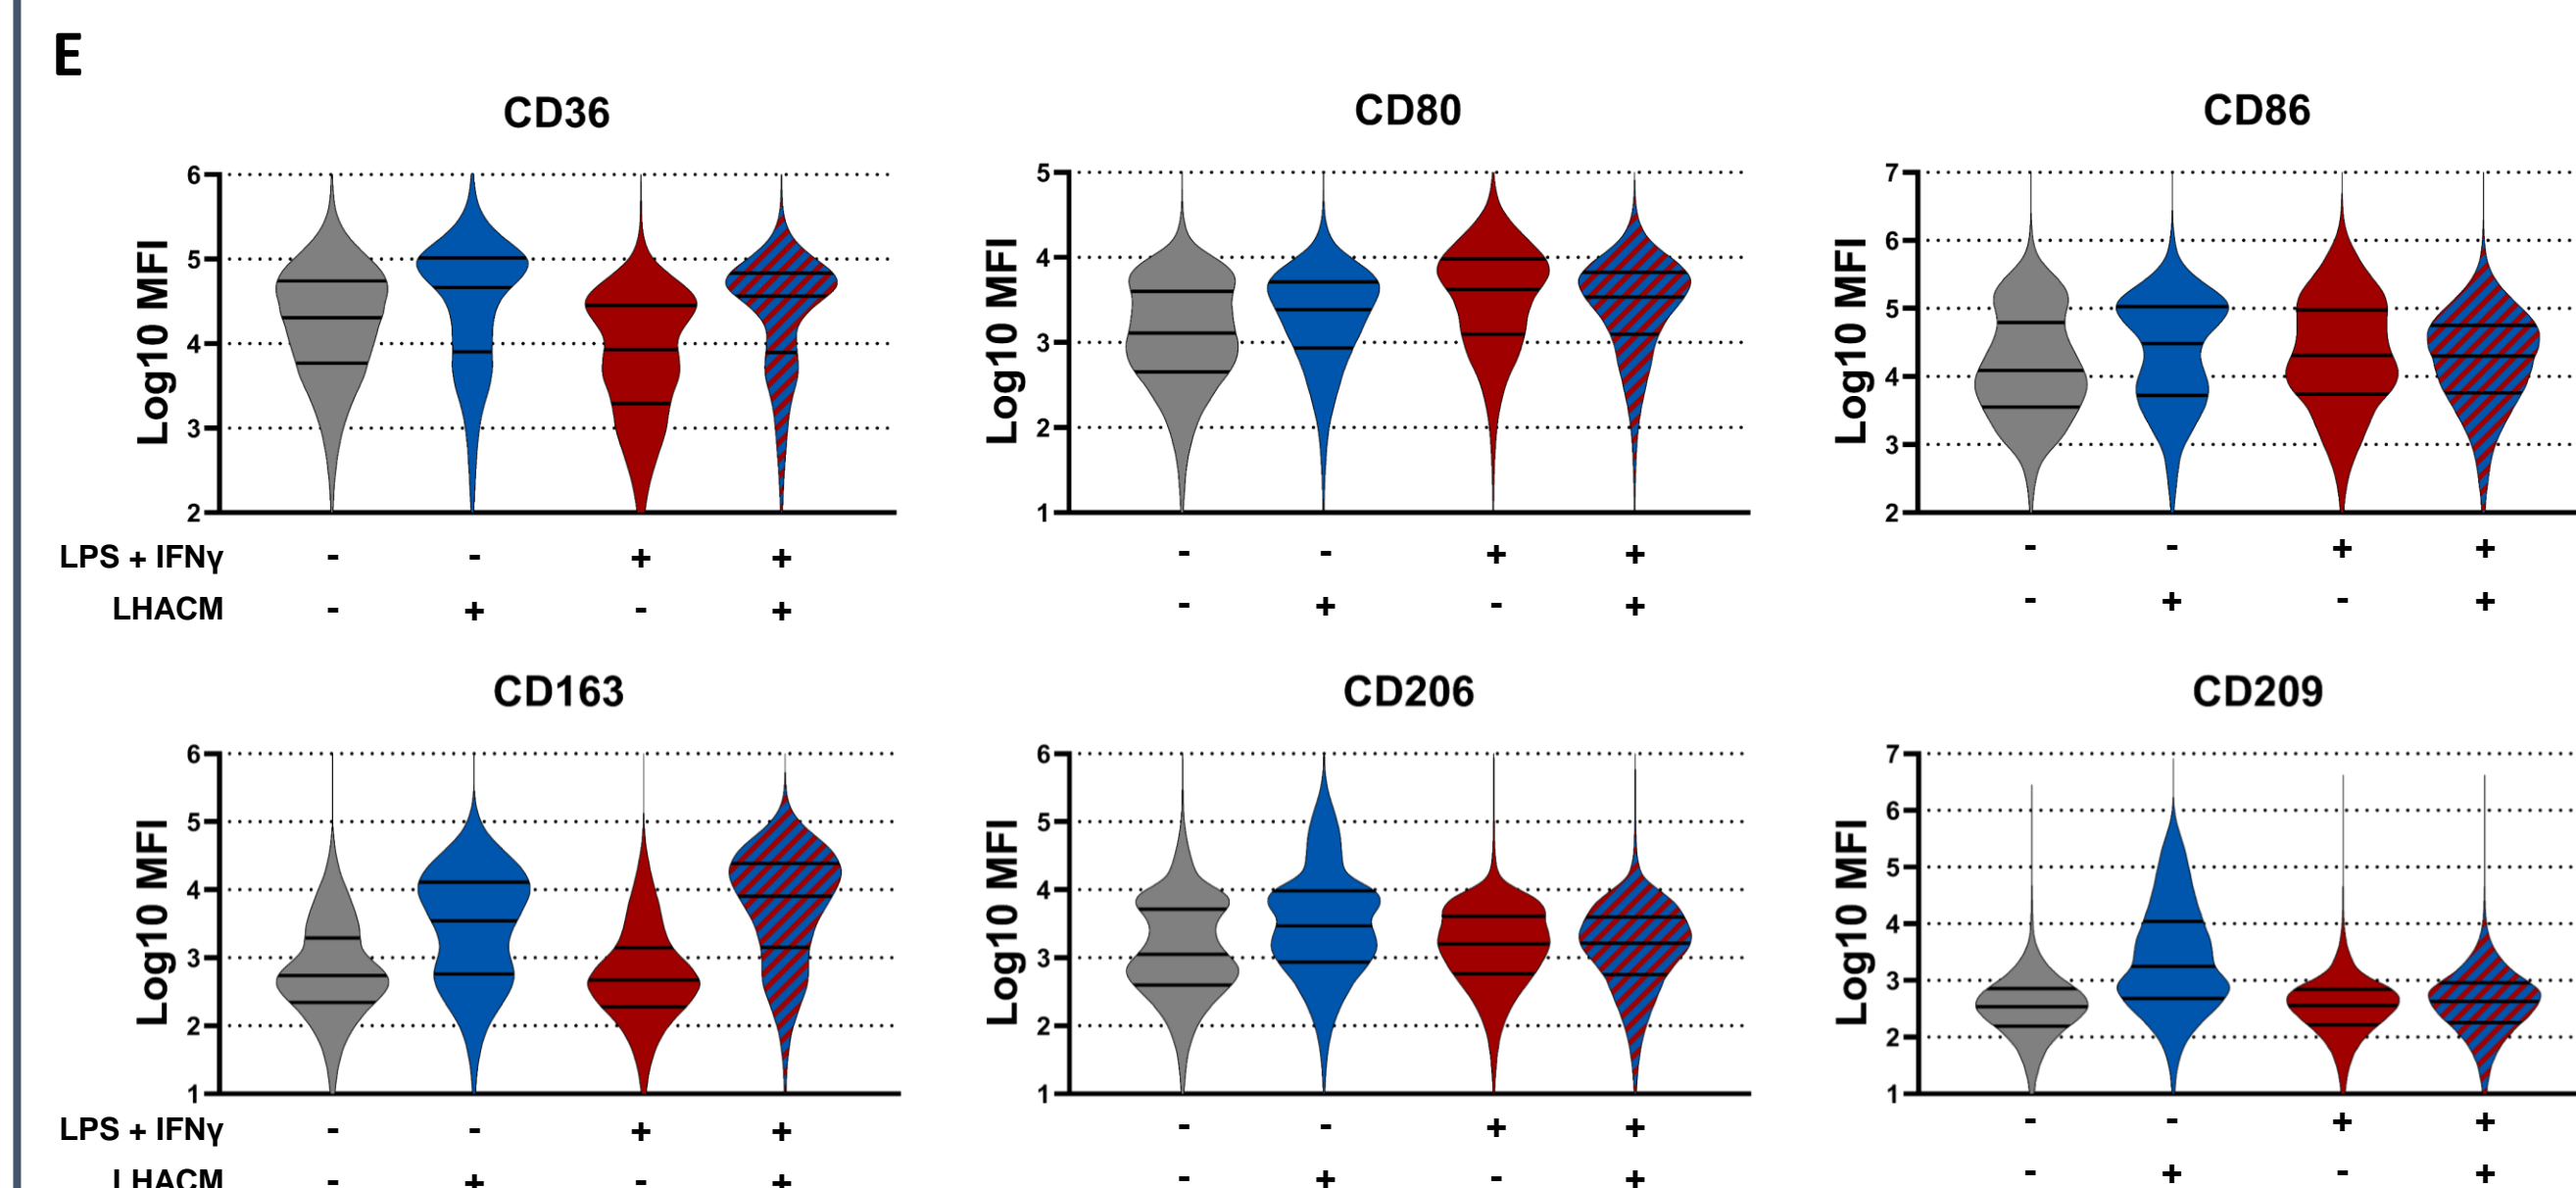 E
CD36 CD80 CD86
6 5 7
5 4 6
4 3 5
3 2 4
2 1 3
2
Log10 MFI Log10 MFI Log10 MFI
LPS + IFNγ - - + + - - + + - - + +
LHACM - + - + - + - + - + - +
CD163 CD206 CD209
6 6 7
5 5 6
4 4 5
3 3 4
2 2 3
1 1 2
1
Log10 MFI Log10 MFI Log10 MFI
LPS + IFNγ - - + + - - + + - - + +
LHACM - + - + - + - + - + - +